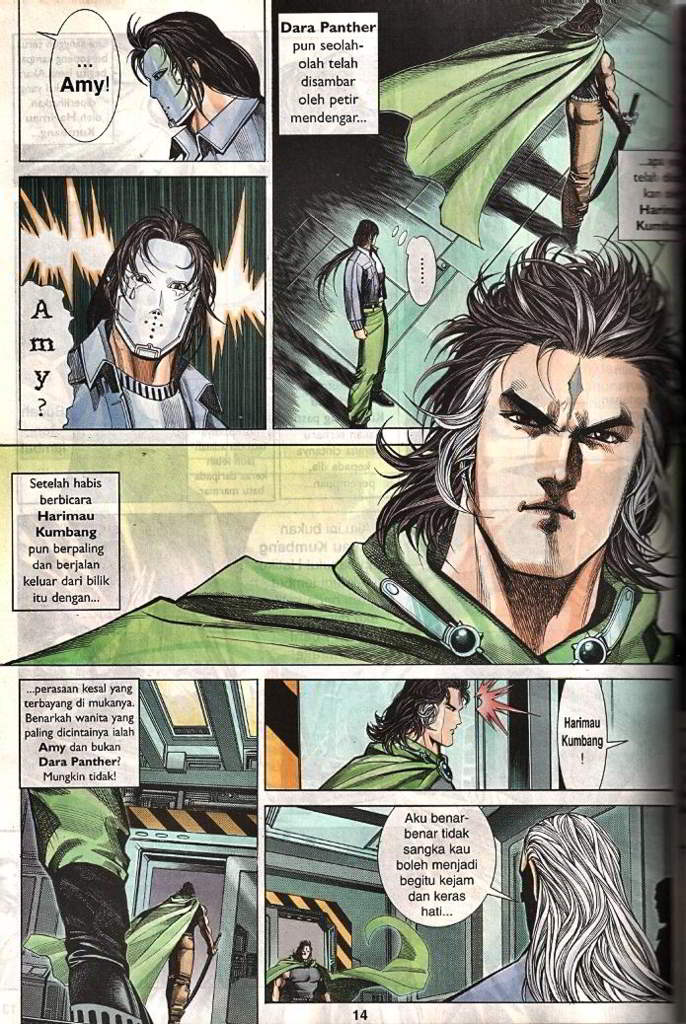 ...
Amy!
Dara Panther
pun seolah-
olah telah
disambar
oleh petir
mendengar...
telah
kan
Kumbang
......
Amy?
Setelah habis
berbicara
Harimau
Kumbang
pun berpaling
dan berjalan
keluar dari bilik
itu dengan...
...perasaan kesal yang
terbayang di mukanya.
Benarkah wanita yang
paling dicintainya ialah
Amy dan bukan
Dara Panther?
Mungkin tidak!
Harimau
Kumbang
!
Aku benar-
benar tidak
sangka kau
boleh menjadi
begitu kejam
dan keras
hati...
14